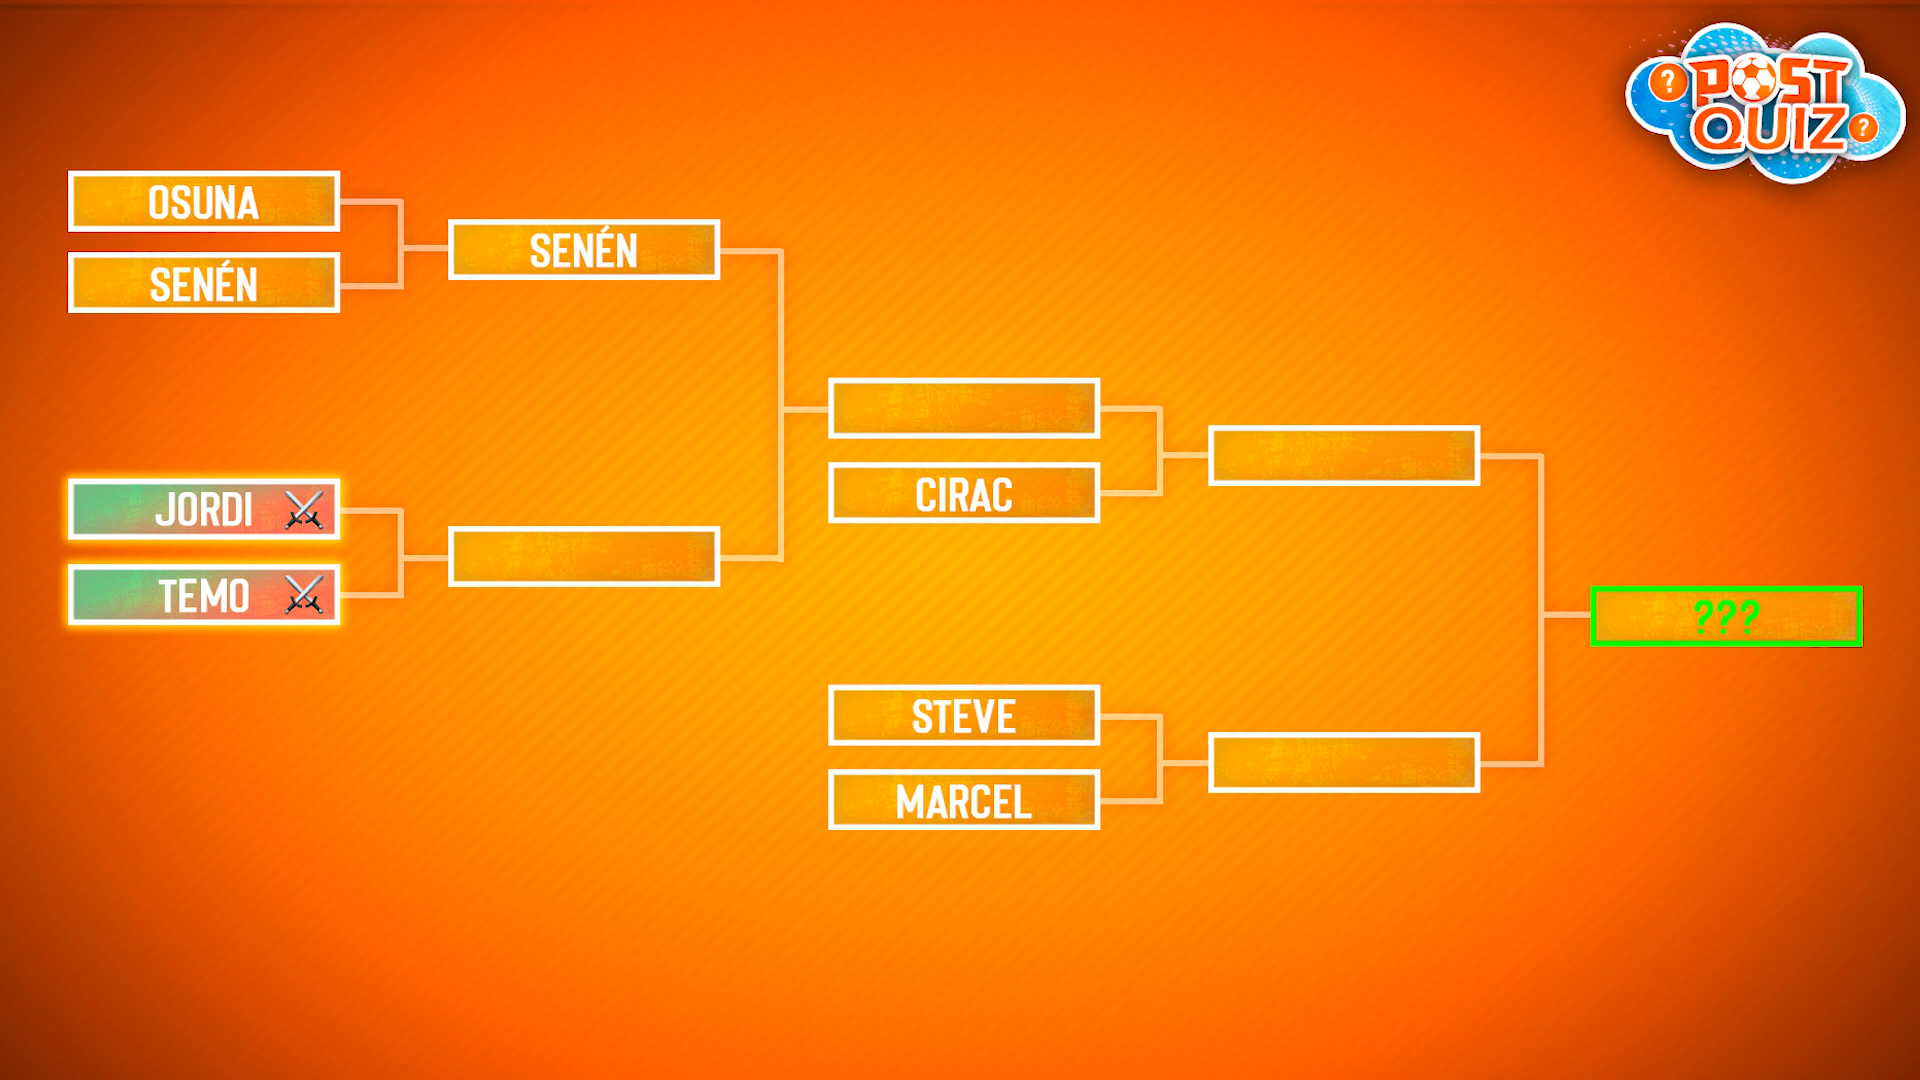 ? POST
QUIZ ?
OSUNA
SENÉN
SENÉN
JORDI
TEMO
CIRAC
STEVE
MARCEL
???